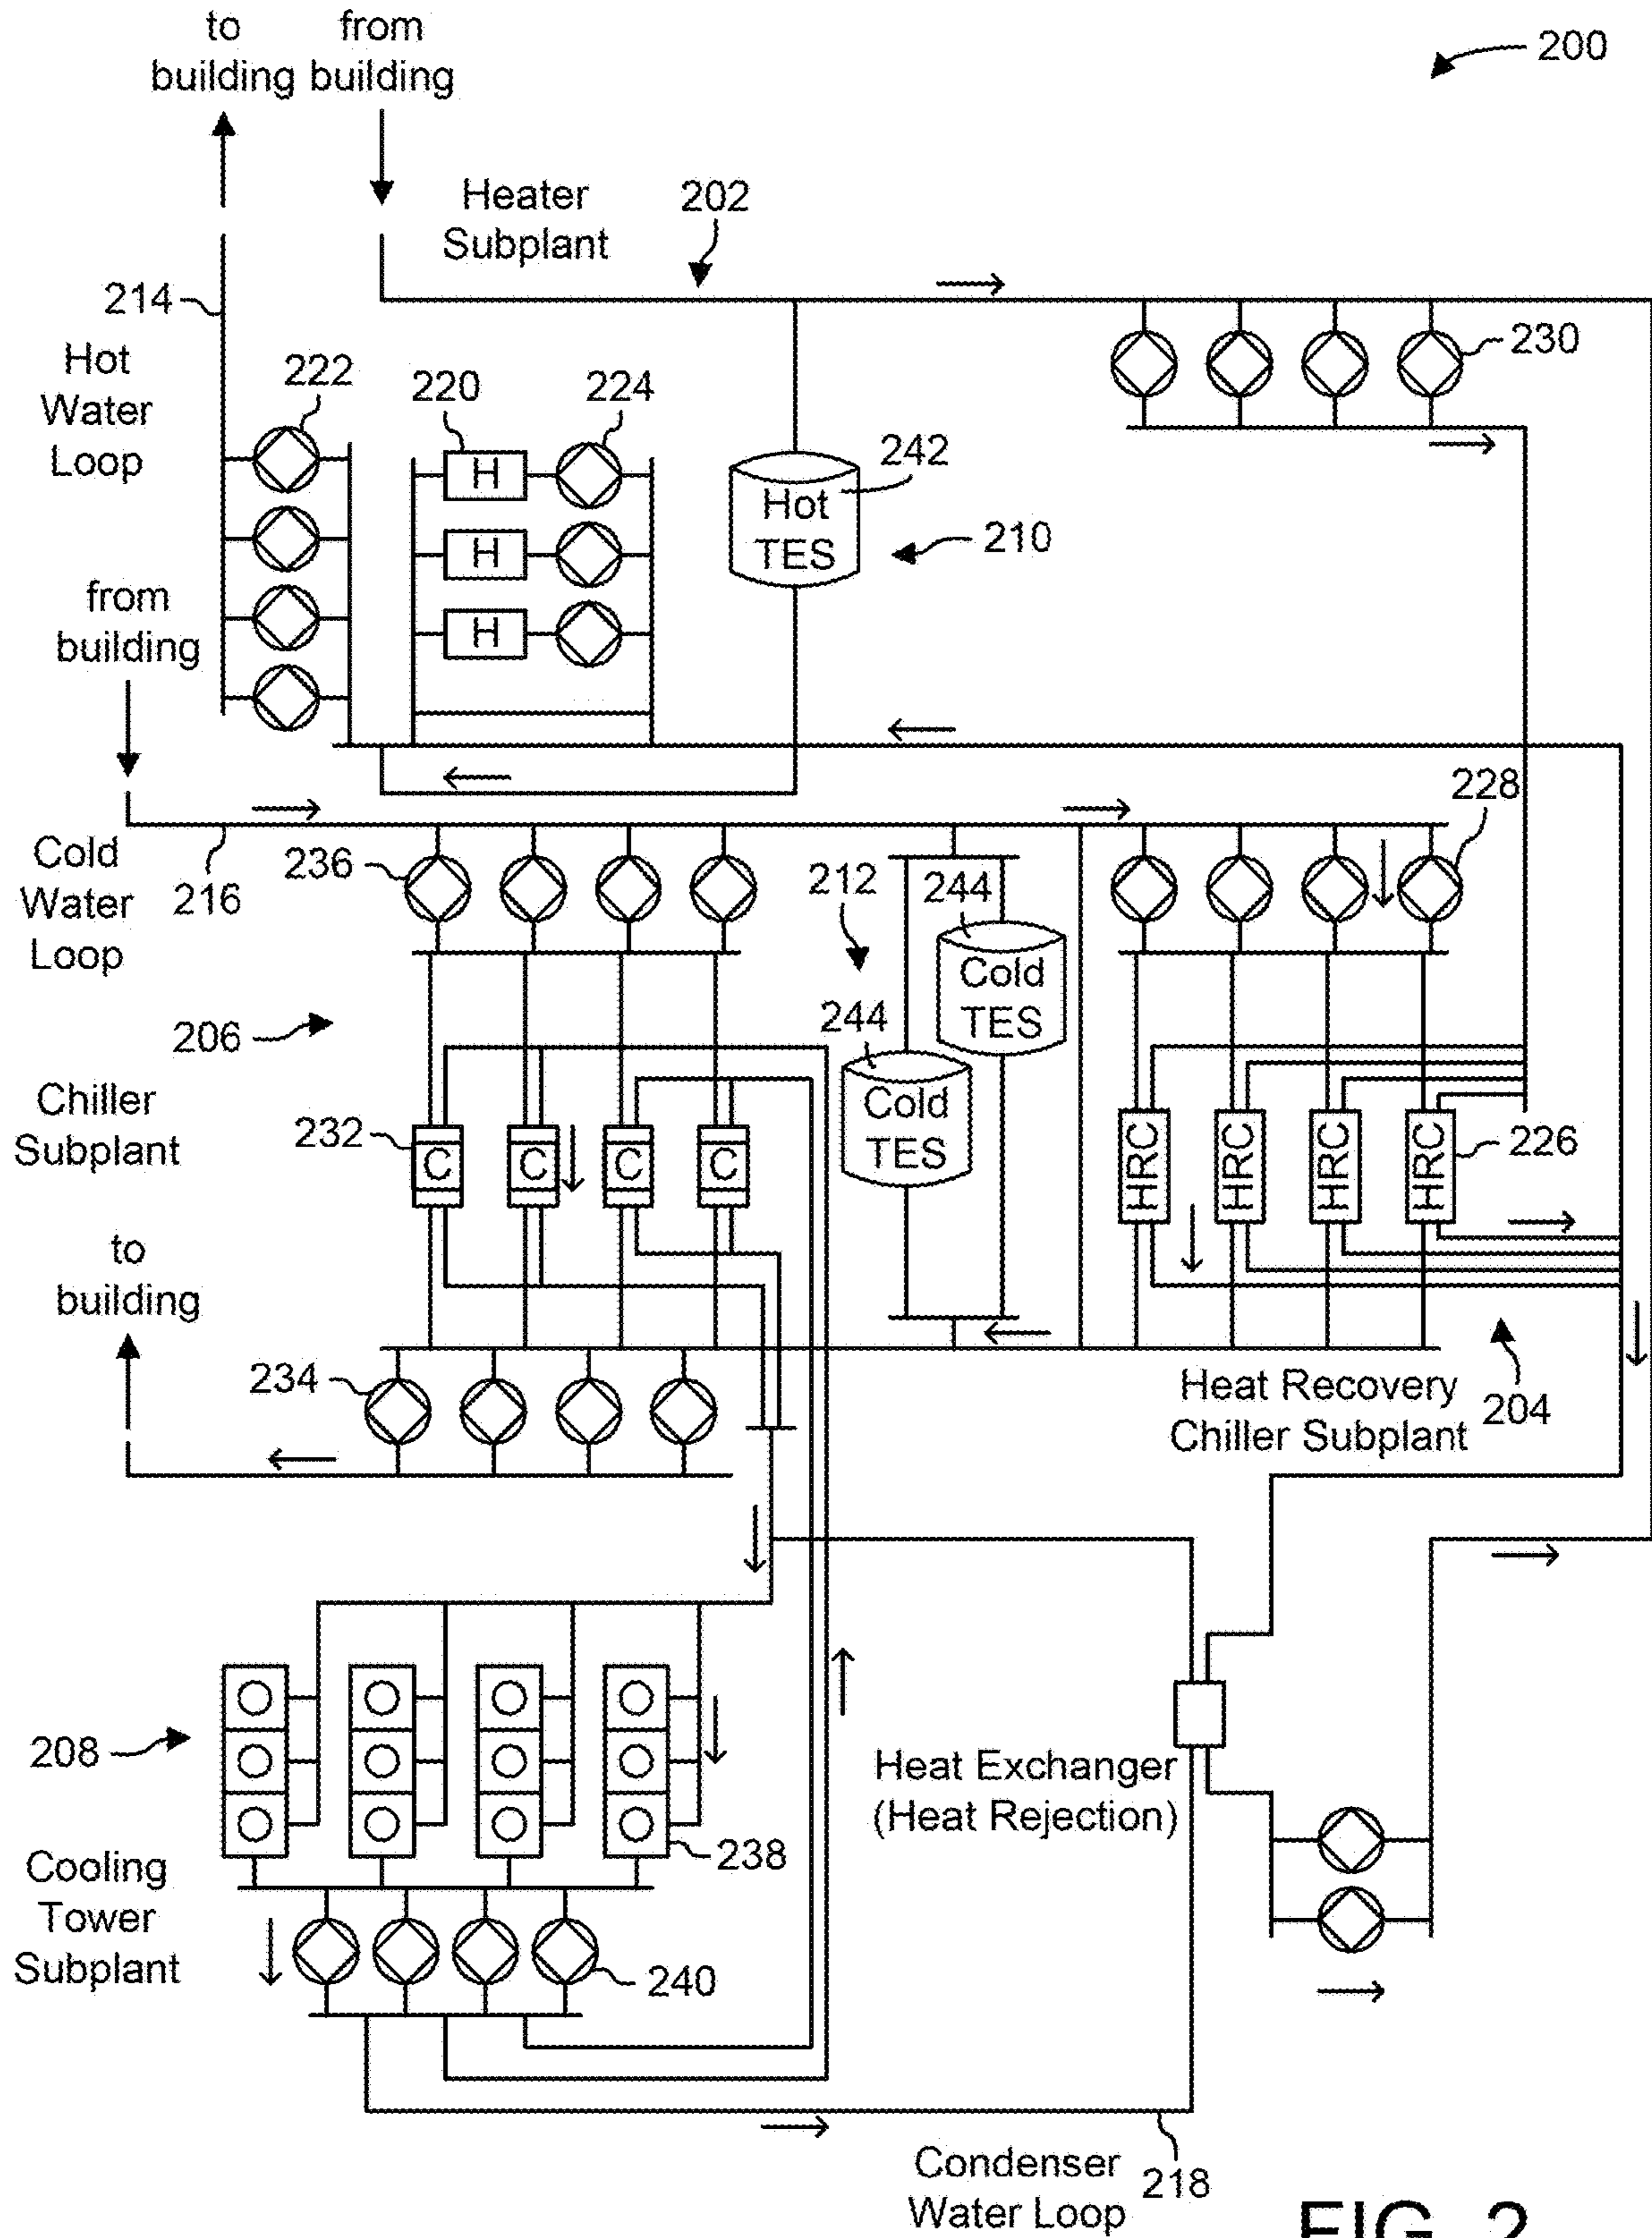 to
building
from
building
200
Heater
Subplant
202
214
Hot
Water
Loop
222
220
224
230
H
H
H
Hot
TES
242
210
from
building
228
Cold
Water
Loop
216
236
212
244
Cold
TES
244
Cold
TES
206
Chiller
Subplant
232
C
C
C
C
HRC
HRC
HRC
HRC
226
to
building
234
Heat Recovery
Chiller Subplant
204
208
Heat Exchanger
(Heat Rejection)
238
Cooling
Tower
Subplant
240
Condenser
Water Loop
218
FIG. 2